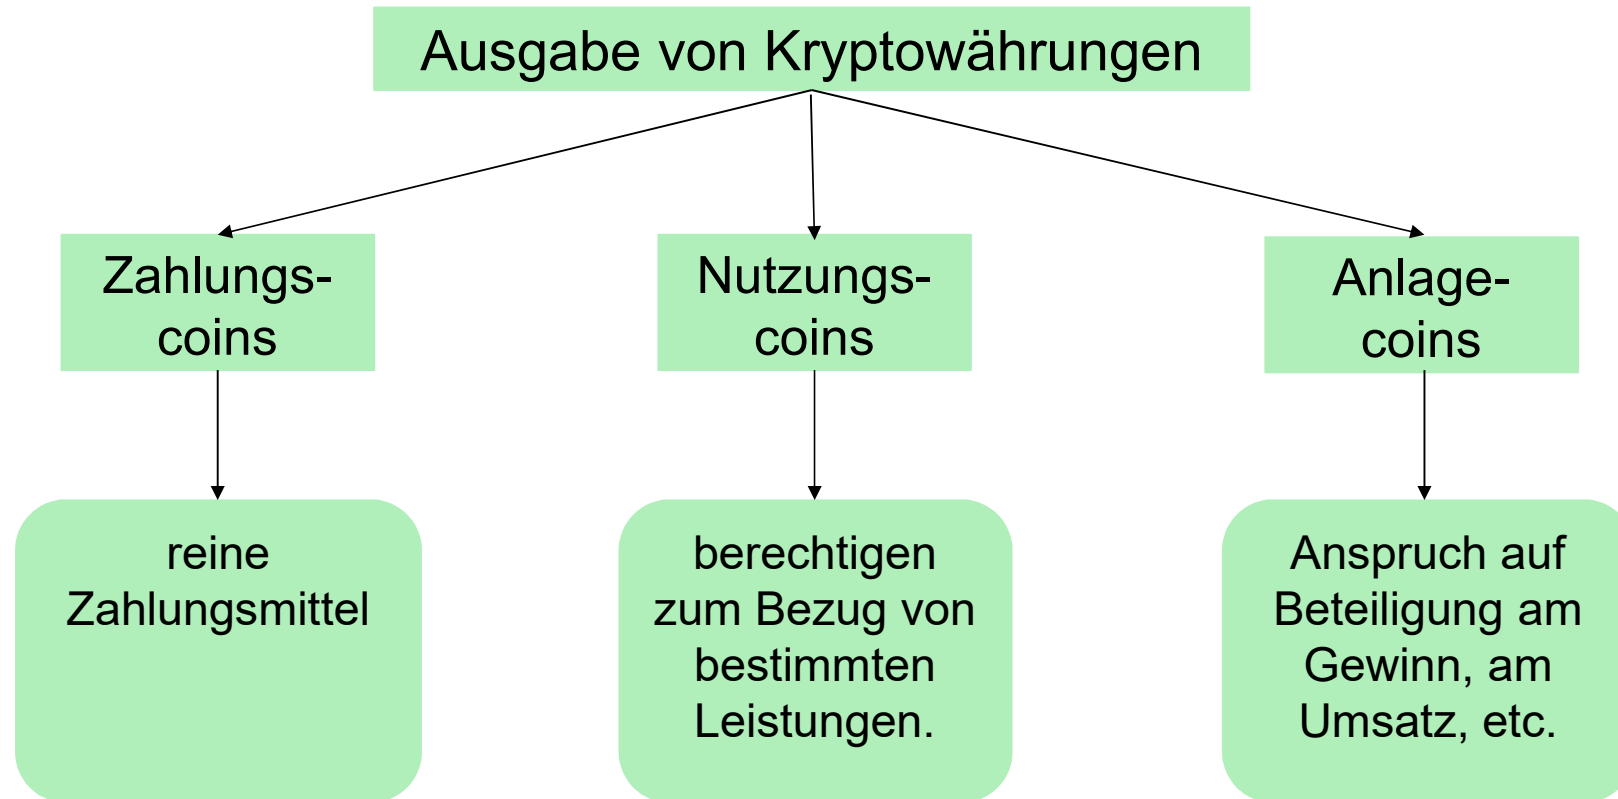 Ausgabe von Kryptowährungen
Zahlungs-
coins
Nutzungs-
coins
Anlage-
coins
reine
Zahlungsmittel
berechtigen
zum Bezug von
bestimmten
Leistungen.
Anspruch auf
Beteiligung am
Gewinn, am
Umsatz, etc.